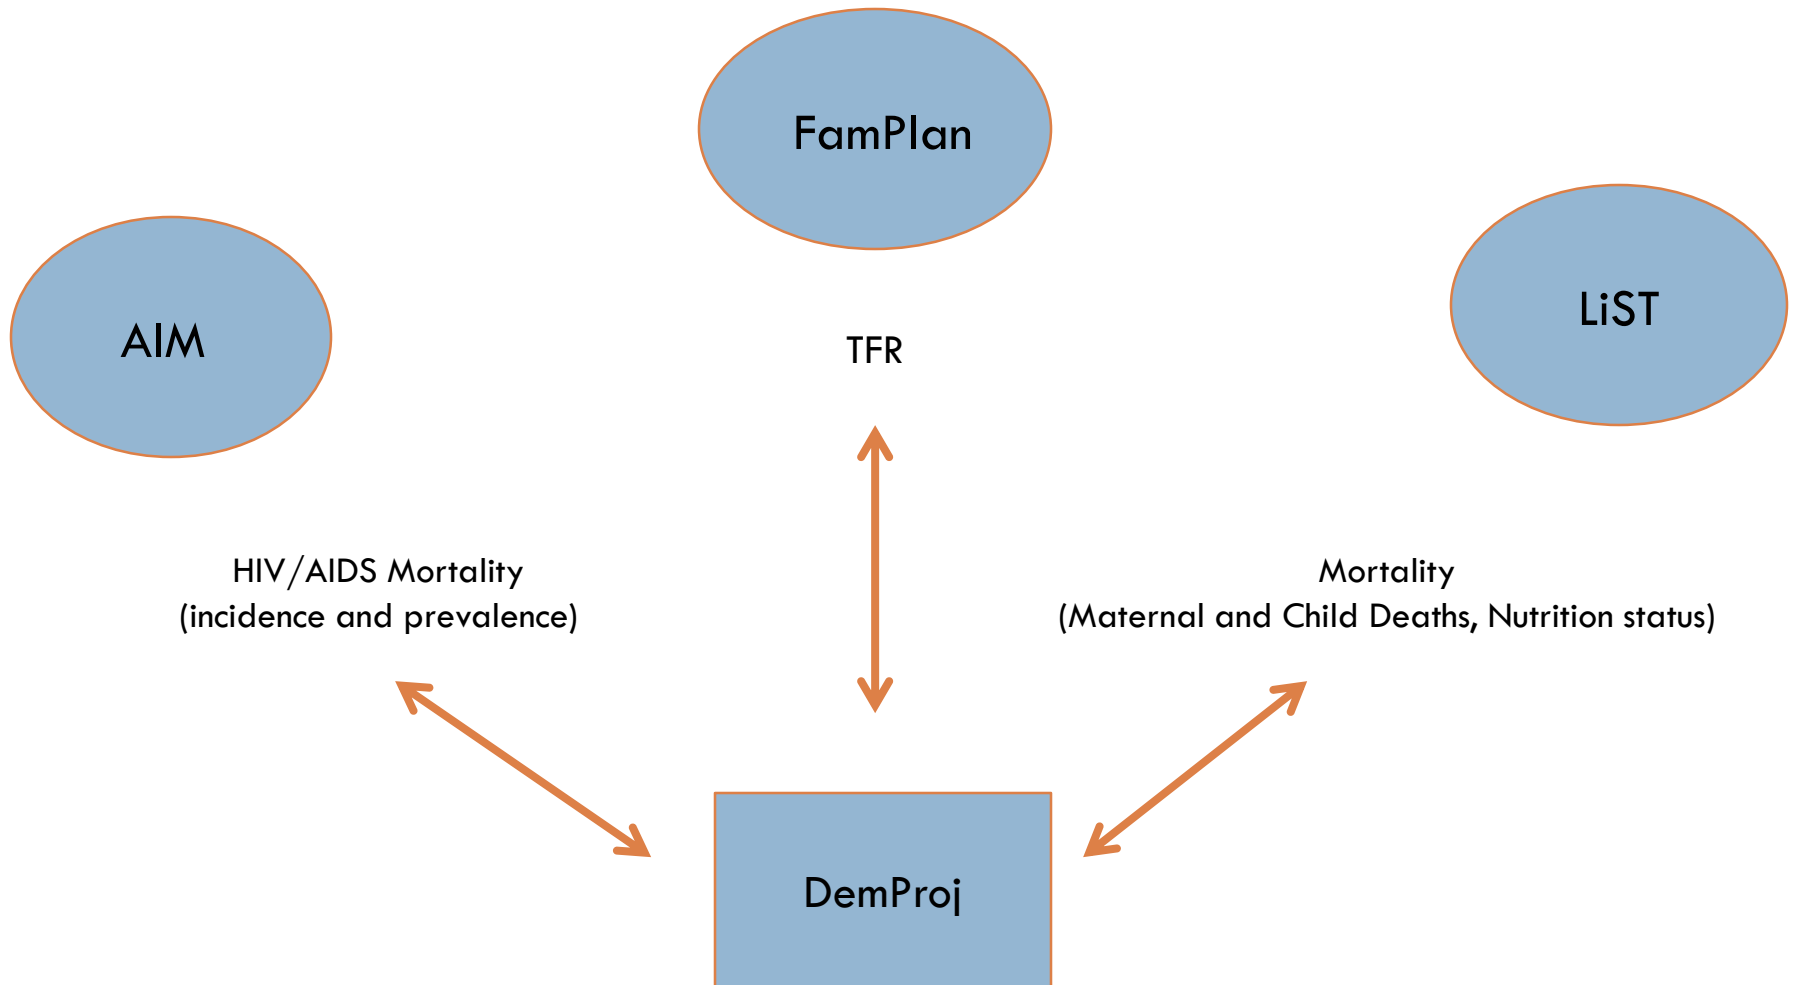 FamPlan
LiST
AIM
TFR
HIV/AIDS Mortality
(incidence and prevalence)
Mortality
(Maternal and Child Deaths, Nutrition status)
DemProj